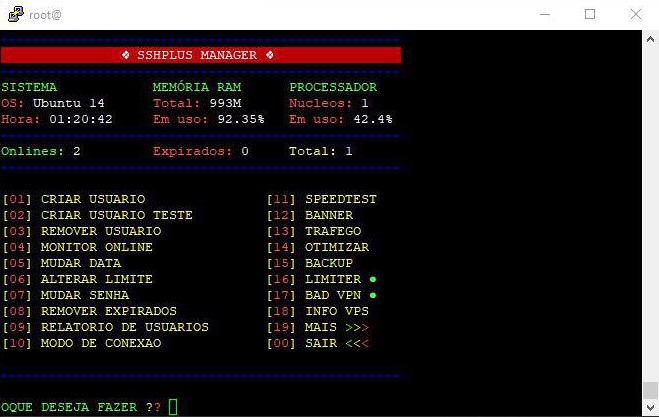 root@
SSHPLUS MANAGER
SISTEMA MEMÓRIA RAM PROCESSADOR
OS: Ubuntu 14 Total: 993M Nucleos: 1
Hora: 01:20:42 Em uso: 92.35% Em uso: 42.4%
Onlines: 2 Expirados: 0 Total: 1
[01] CRIAR USUARIO [11] SPEEDTEST
[02] CRIAR USUARIO TESTE [12] BANNER
[03] REMOVER USUARIO [13] TRAFEGO
[04] MONITOR ONLINE [14] OTIMIZAR
[05] MUDAR DATA [15] BACKUP
[06] ALTERAR LIMITE [16] LIMITER ●
[07] MUDAR SENHA [17] BAD VPN ●
[08] REMOVER EXPIRADOS [18] INFO VPS
[09] RELATORIO DE USUARIOS [19] MAIS >>>
[10] MODO DE CONEXAO [00] SAIR <<<
OQUE DESEJA FAZER ??